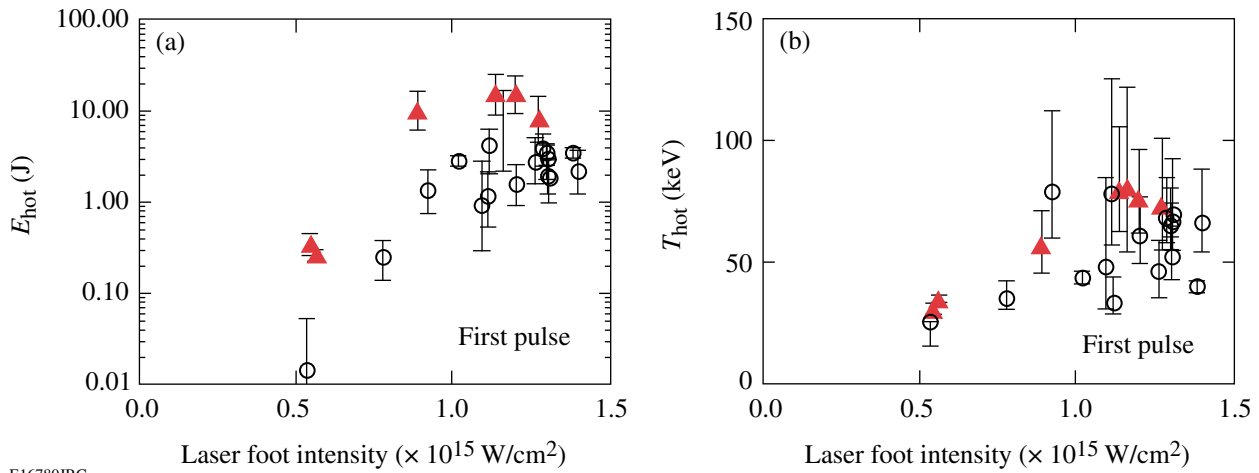 100.00
10.00
1.00
0.10
0.01
E_hot (J)
(a)
First pulse
0.0 0.5 1.0 1.5
Laser foot intensity (× 10^15 W/cm^2)
150
100
50
0
T_hot (keV)
(b)
First pulse
0.0 0.5 1.0 1.5
Laser foot intensity (× 10^15 W/cm^2)